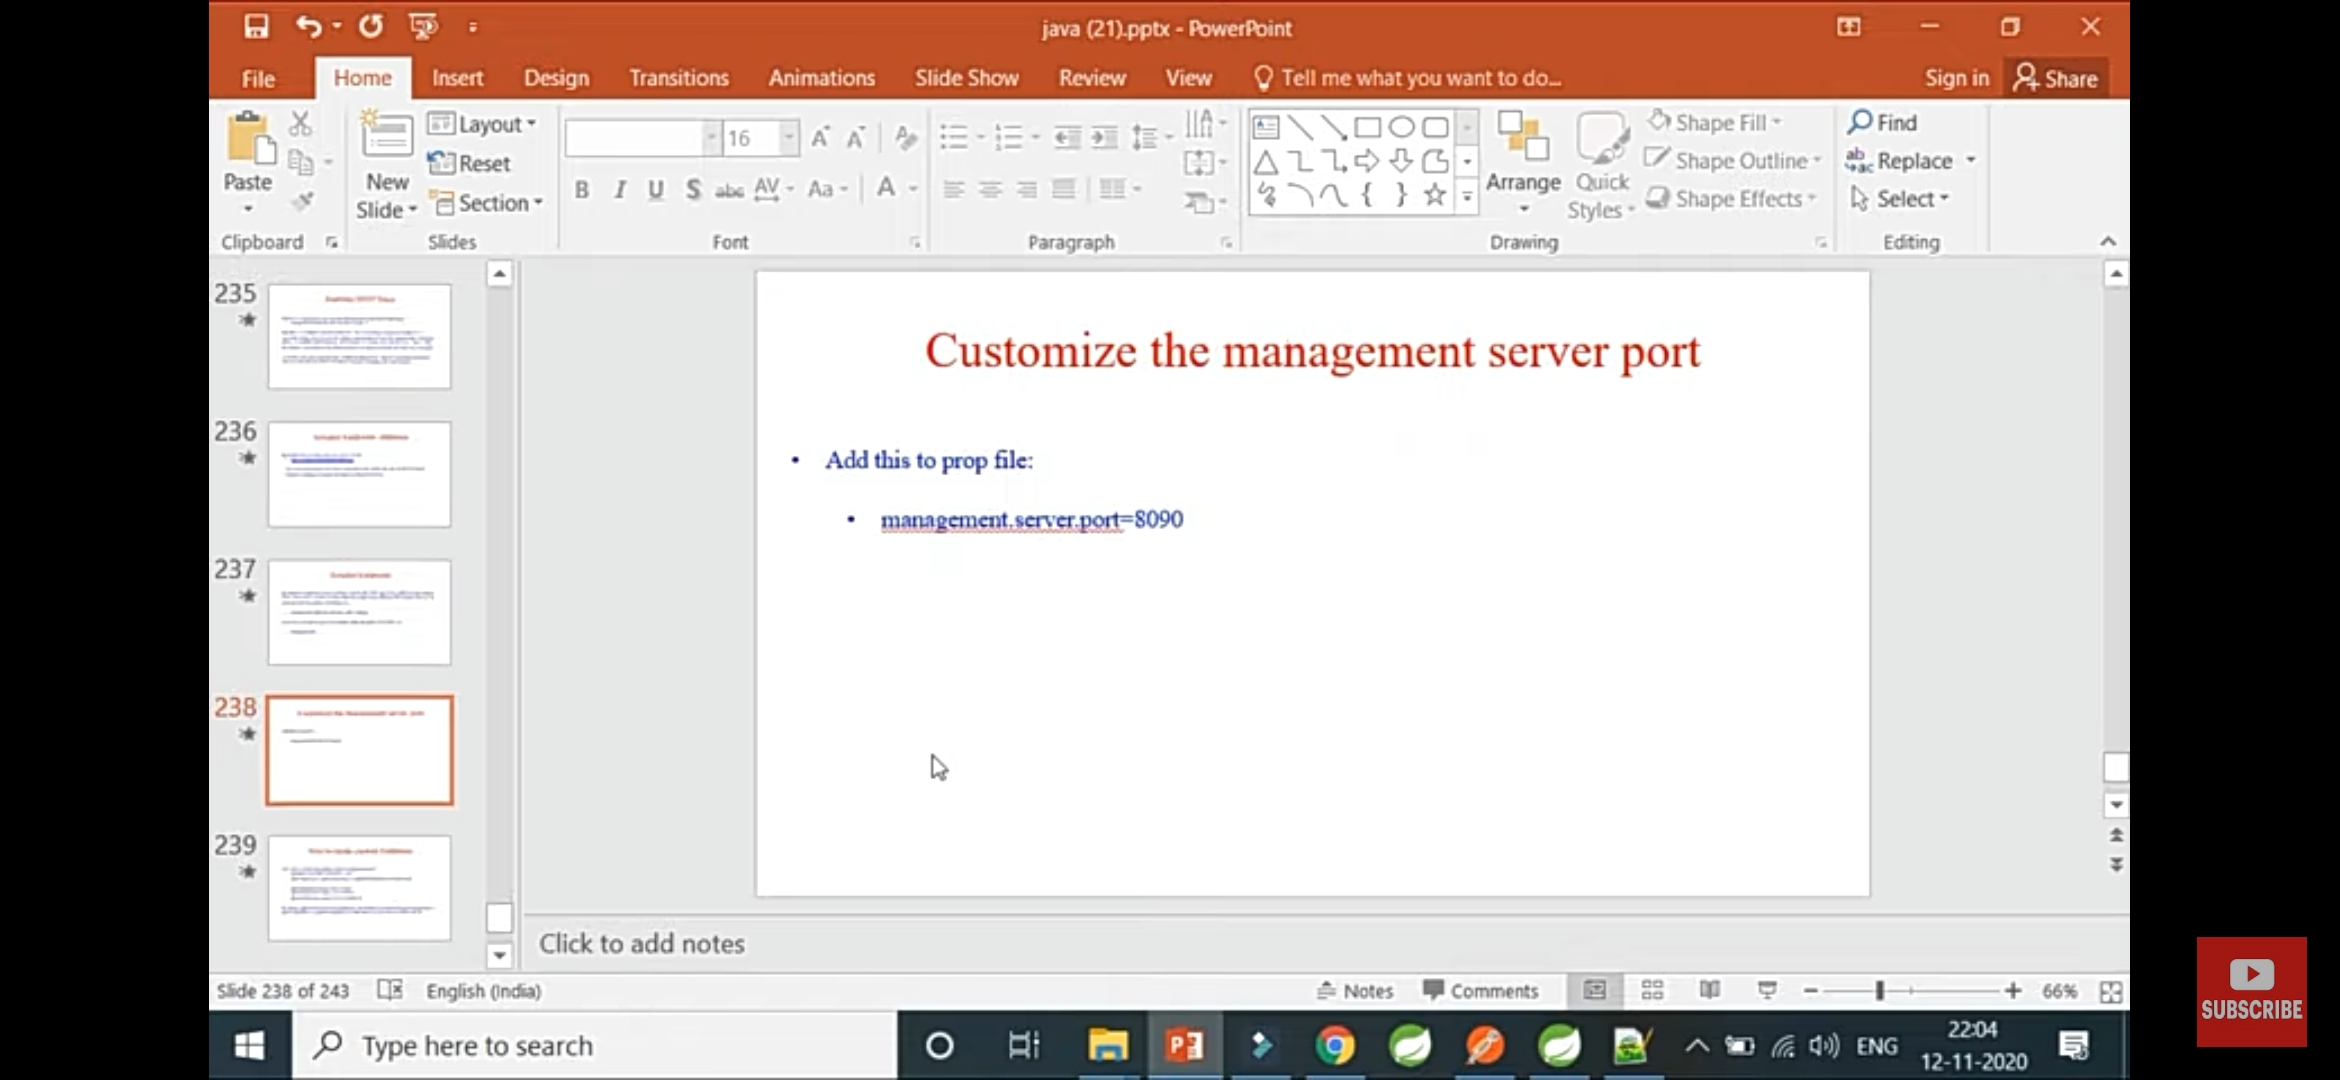 java (21).pptx - PowerPoint
File Home Insert Design Transitions Animations Slide Show Review View Tell me what you want to do... Sign in Share
Paste
New Slide
Layout
Reset
Section
16
B I U S abc AV Aa A
Arrange
Quick Styles
Shape Fill
Shape Outline
Shape Effects
Find
Replace
Select
Clipboard Slides Font Paragraph Drawing Editing
235
236
237
238
239
Customize the management server port
• Add this to prop file:
• management.server.port=8090
Click to add notes
Slide 238 of 243 English (India) Notes Comments 66%
Type here to search
ENG
22:04
12-11-2020
SUBSCRIBE